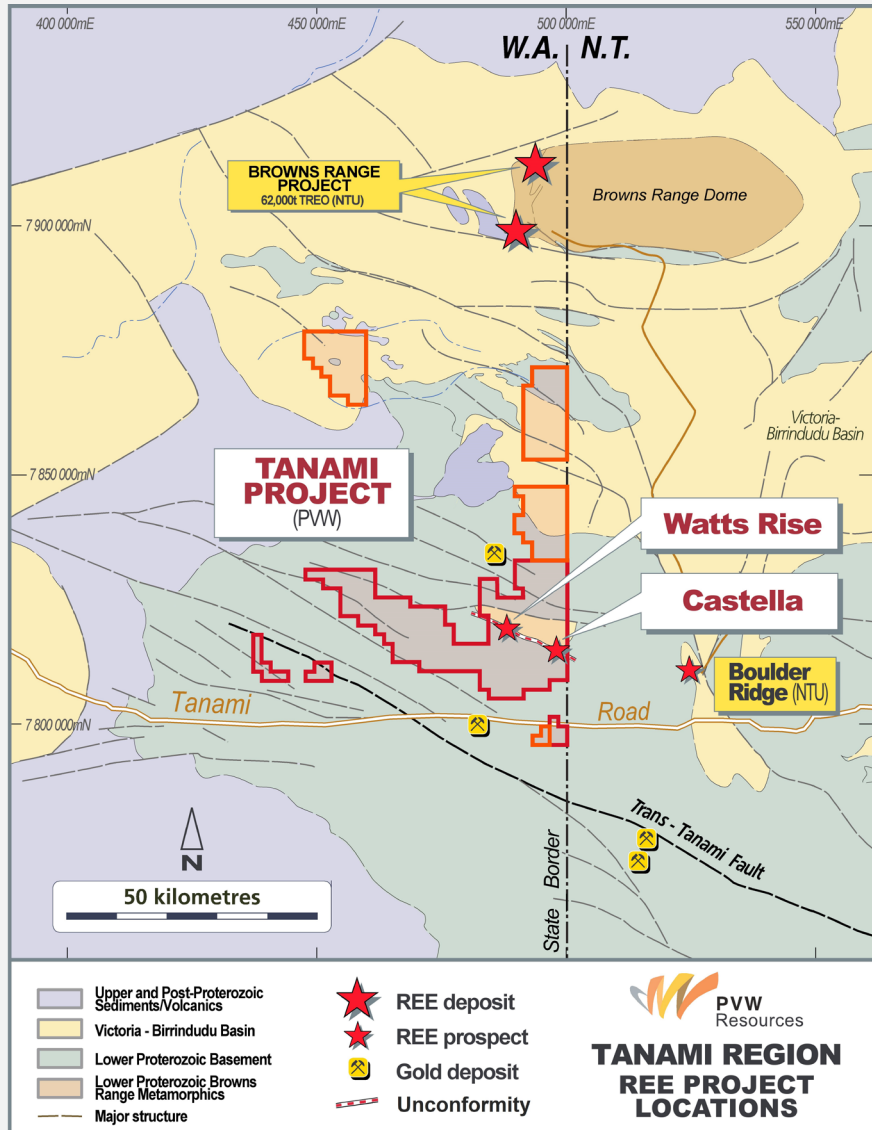 400 000mE
450 000mE
500 000mE
550 000mE
W.A.
N.T.
BROWNS RANGE
PROJECT
62,000t TREO (NTU)
Browns Range Dome
7 900 000mN
Victoria-
Birrindudu Basin
7 850 000mN
TANAMI
PROJECT
(PVW)
Watts Rise
Castella
Boulder
Ridge (NTU)
Tanami
Road
7 800 000mN
Trans - Tanami Fault
N
State Border
50 kilometres
Upper and Post-Proterozoic
Sediments/Volcanics
Victoria - Birrindudu Basin
Lower Proterozoic Basement
Lower Proterozoic Browns
Range Metamorphics
Major structure
REE deposit
REE prospect
Gold deposit
Unconformity
PVW
Resources
TANAMI REGION
REE PROJECT
LOCATIONS